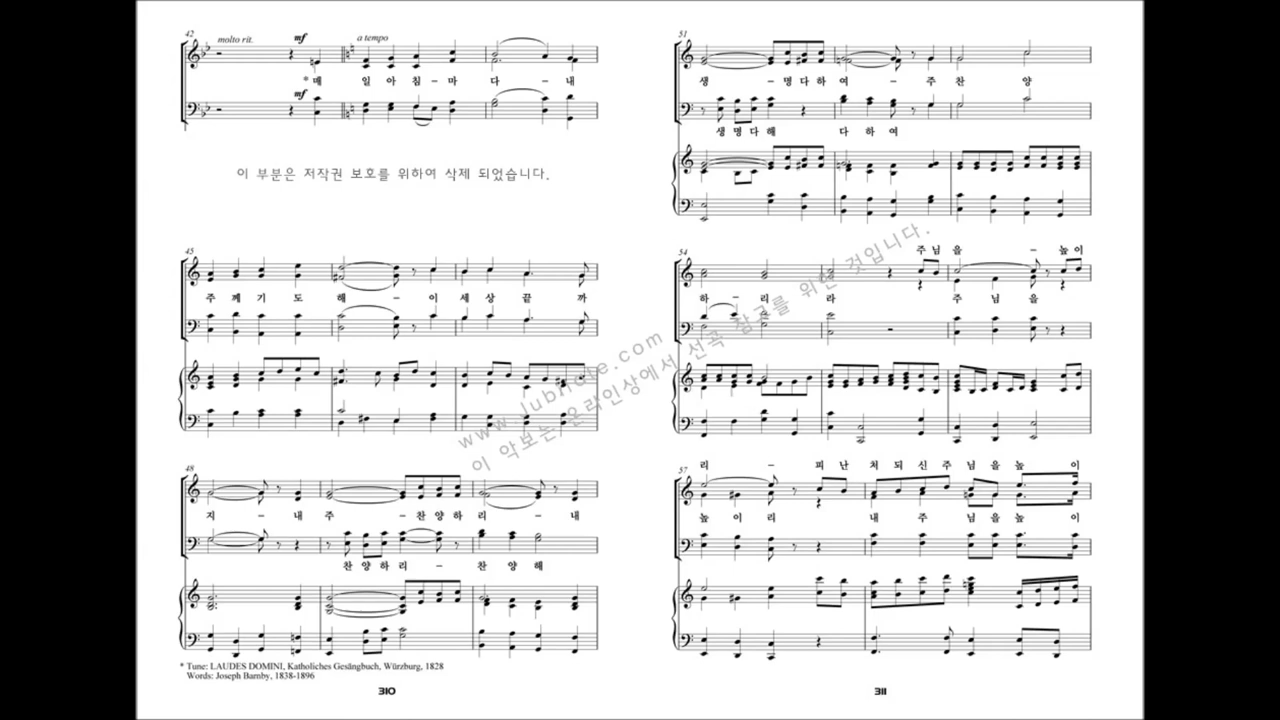 42
molto rit.
mf
a tempo
*매 일 아 침 - 마 다 - 내
mf
이 부분은 저작권 보호를 위하여 삭제 되었습니다.
45
주 께 기 도 해 - 이 세 상 끝 까
48
지 - 내 주 - 찬 양 하 리 - 내
찬 양 하 리 - 찬 양 해
* Tune: LAUDES DOMINI, Katholiches Gesängbuch, Würzburg, 1828
Words: Joseph Barnby, 1838-1896
310
51
생 - 명 다 하 여 - 주 찬 양
생 명 다 해 다 하 여
54
주 님 을 - 높 이
하 - 리 라 주 님 을
57
리 - 피 난 처 되 신 주 님 을 높 이
높 이 리 내 주 님 을 높 이
311
이 악보는 온라인상에서 선곡 참고를 위한 것입니다.